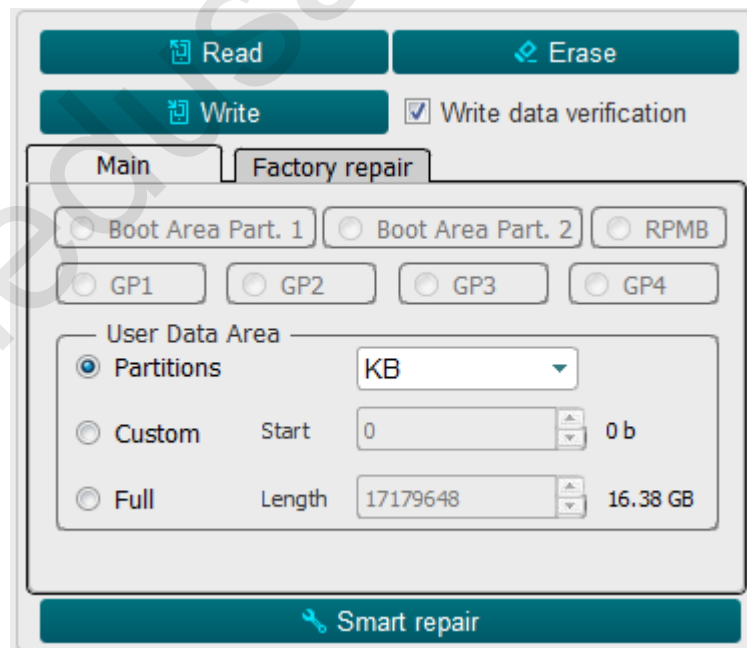 Read Erase
Write Write data verification
Main Factory repair
Boot Area Part. 1 Boot Area Part. 2 RPMB
GP1 GP2 GP3 GP4
User Data Area
Partitions KB
Custom Start 0 0 b
Full Length 17179648 16.38 GB
Smart repair